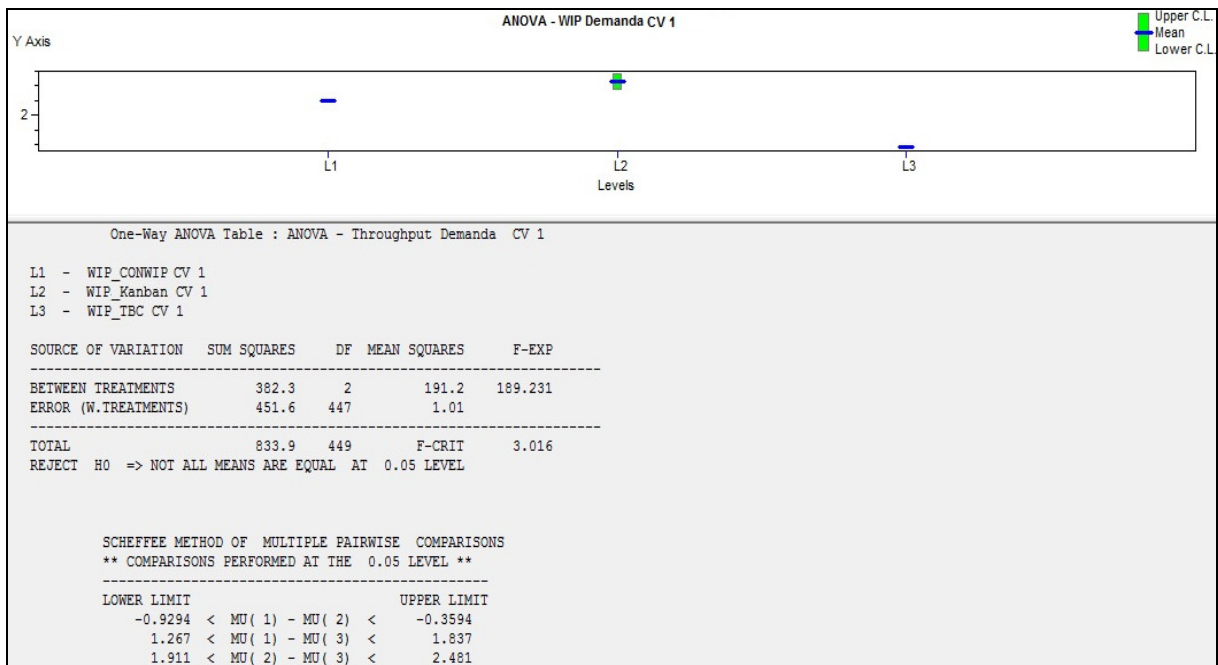 ANOVA - WIP Demanda CV 1
Upper C.L.
Mean
Lower C.L.
Y Axis
2
L1 L2 L3
Levels
One-Way ANOVA Table : ANOVA - Throughput Demanda CV 1
L1 - WIP_CONWIP CV 1
L2 - WIP_Kanban CV 1
L3 - WIP_TBC CV 1
SOURCE OF VARIATION SUM SQUARES DF MEAN SQUARES F-EXP
BETWEEN TREATMENTS 382.3 2 191.2 189.231
ERROR (W.TREATMENTS) 451.6 447 1.01
TOTAL 833.9 449 F-CRIT 3.016
REJECT H0 => NOT ALL MEANS ARE EQUAL AT 0.05 LEVEL
SCHEFFEE METHOD OF MULTIPLE PAIRWISE COMPARISONS
** COMPARISONS PERFORMED AT THE 0.05 LEVEL **
LOWER LIMIT UPPER LIMIT
-0.9294 < MU( 1) - MU( 2) < -0.3594
1.267 < MU( 1) - MU( 3) < 1.837
1.911 < MU( 2) - MU( 3) < 2.481